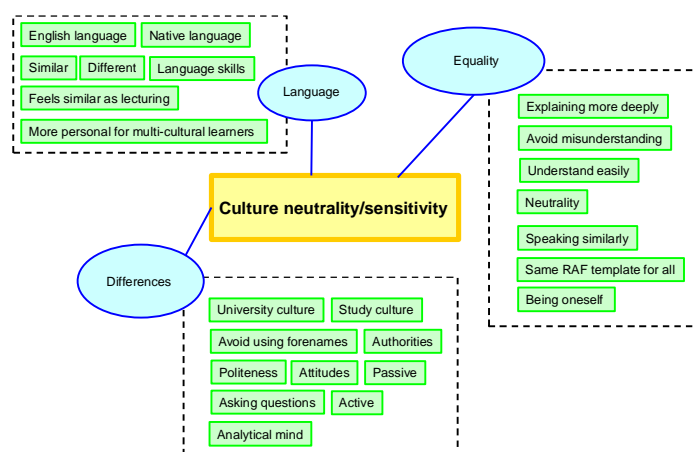 English language Native language
Similar Different Language skills
Feels similar as lecturing
More personal for multi-cultural learners
Language
Equality
Explaining more deeply
Avoid misunderstanding
Understand easily
Neutrality
Speaking similarly
Same RAF template for all
Being oneself
Culture neutrality/sensitivity
Differences
University culture Study culture
Avoid using forenames Authorities
Politeness Attitudes Passive
Asking questions Active
Analytical mind